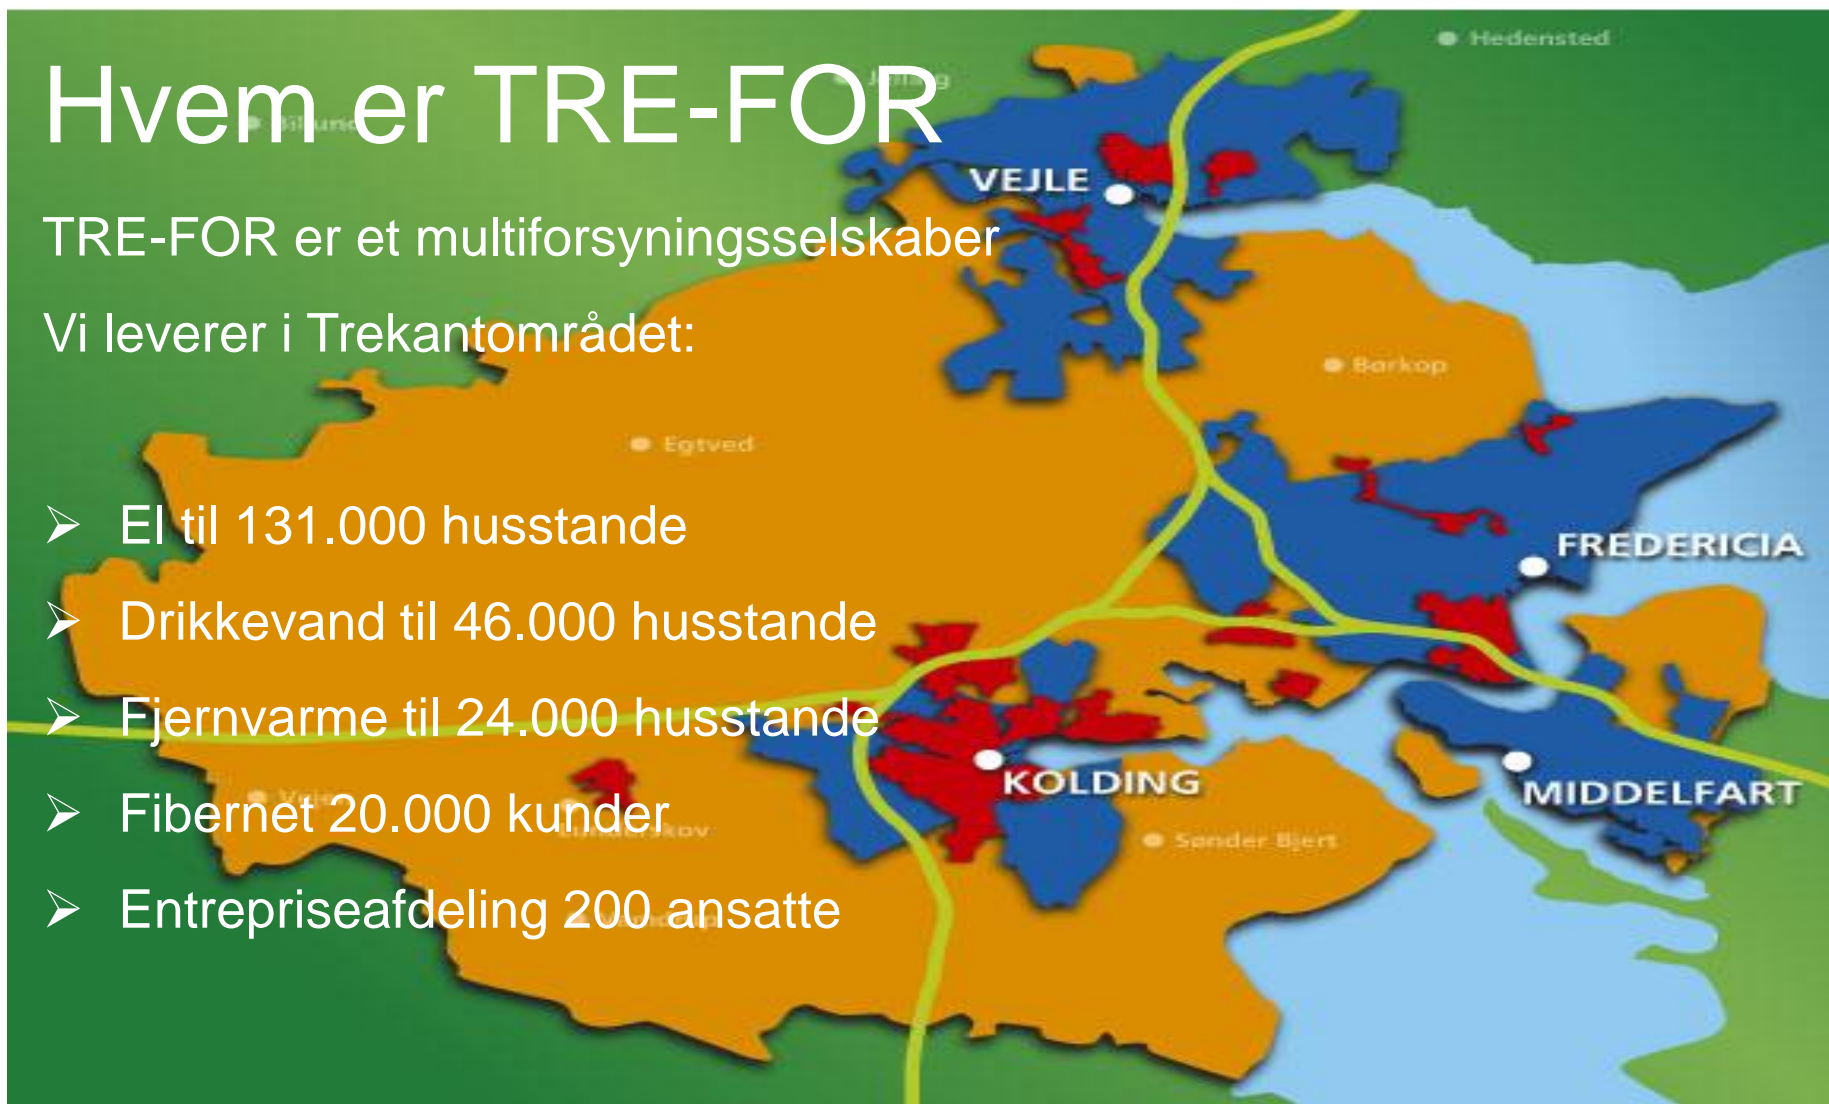 Hvem er TRE-FOR
TRE-FOR er et multiforsyningsselskaber
Vi leverer i Trekantområdet:
➢ El til 131.000 husstande
➢ Drikkevand til 46.000 husstande
➢ Fjernvarme til 24.000 husstande
➢ Fibernet 20.000 kunder
➢ Entrepriseafdeling 200 ansatte
Hedensted
VEJLE
Børkop
Egtved
FREDERICIA
KOLDING
MIDDELFART
Sønder Bjert
Lunderskov